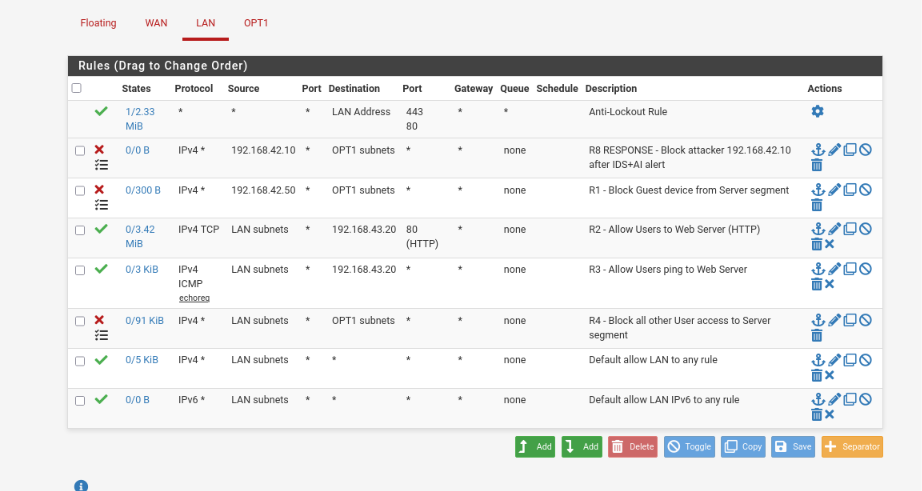 Floating WAN LAN OPT1
Rules (Drag to Change Order)
States Protocol Source Port Destination Port Gateway Queue Schedule Description Actions
1/2.33 MiB * * * LAN Address 443 80 * * Anti-Lockout Rule
0/0 B IPv4 * 192.168.42.10 * OPT1 subnets * * none R8 RESPONSE - Block attacker 192.168.42.10 after IDS+AI alert
0/300 B IPv4 * 192.168.42.50 * OPT1 subnets * * none R1 - Block Guest device from Server segment
0/3.42 MiB IPv4 TCP LAN subnets * 192.168.43.20 80 (HTTP) * none R2 - Allow Users to Web Server (HTTP)
0/3 KiB IPv4 ICMP echoreq LAN subnets * 192.168.43.20 * * none R3 - Allow Users ping to Web Server
0/91 KiB IPv4 * LAN subnets * OPT1 subnets * * none R4 - Block all other User access to Server segment
0/5 KiB IPv4 * LAN subnets * * * * none Default allow LAN to any rule
0/0 B IPv6 * LAN subnets * * * * none Default allow LAN IPv6 to any rule
Add Add Delete Toggle Copy Save Separator